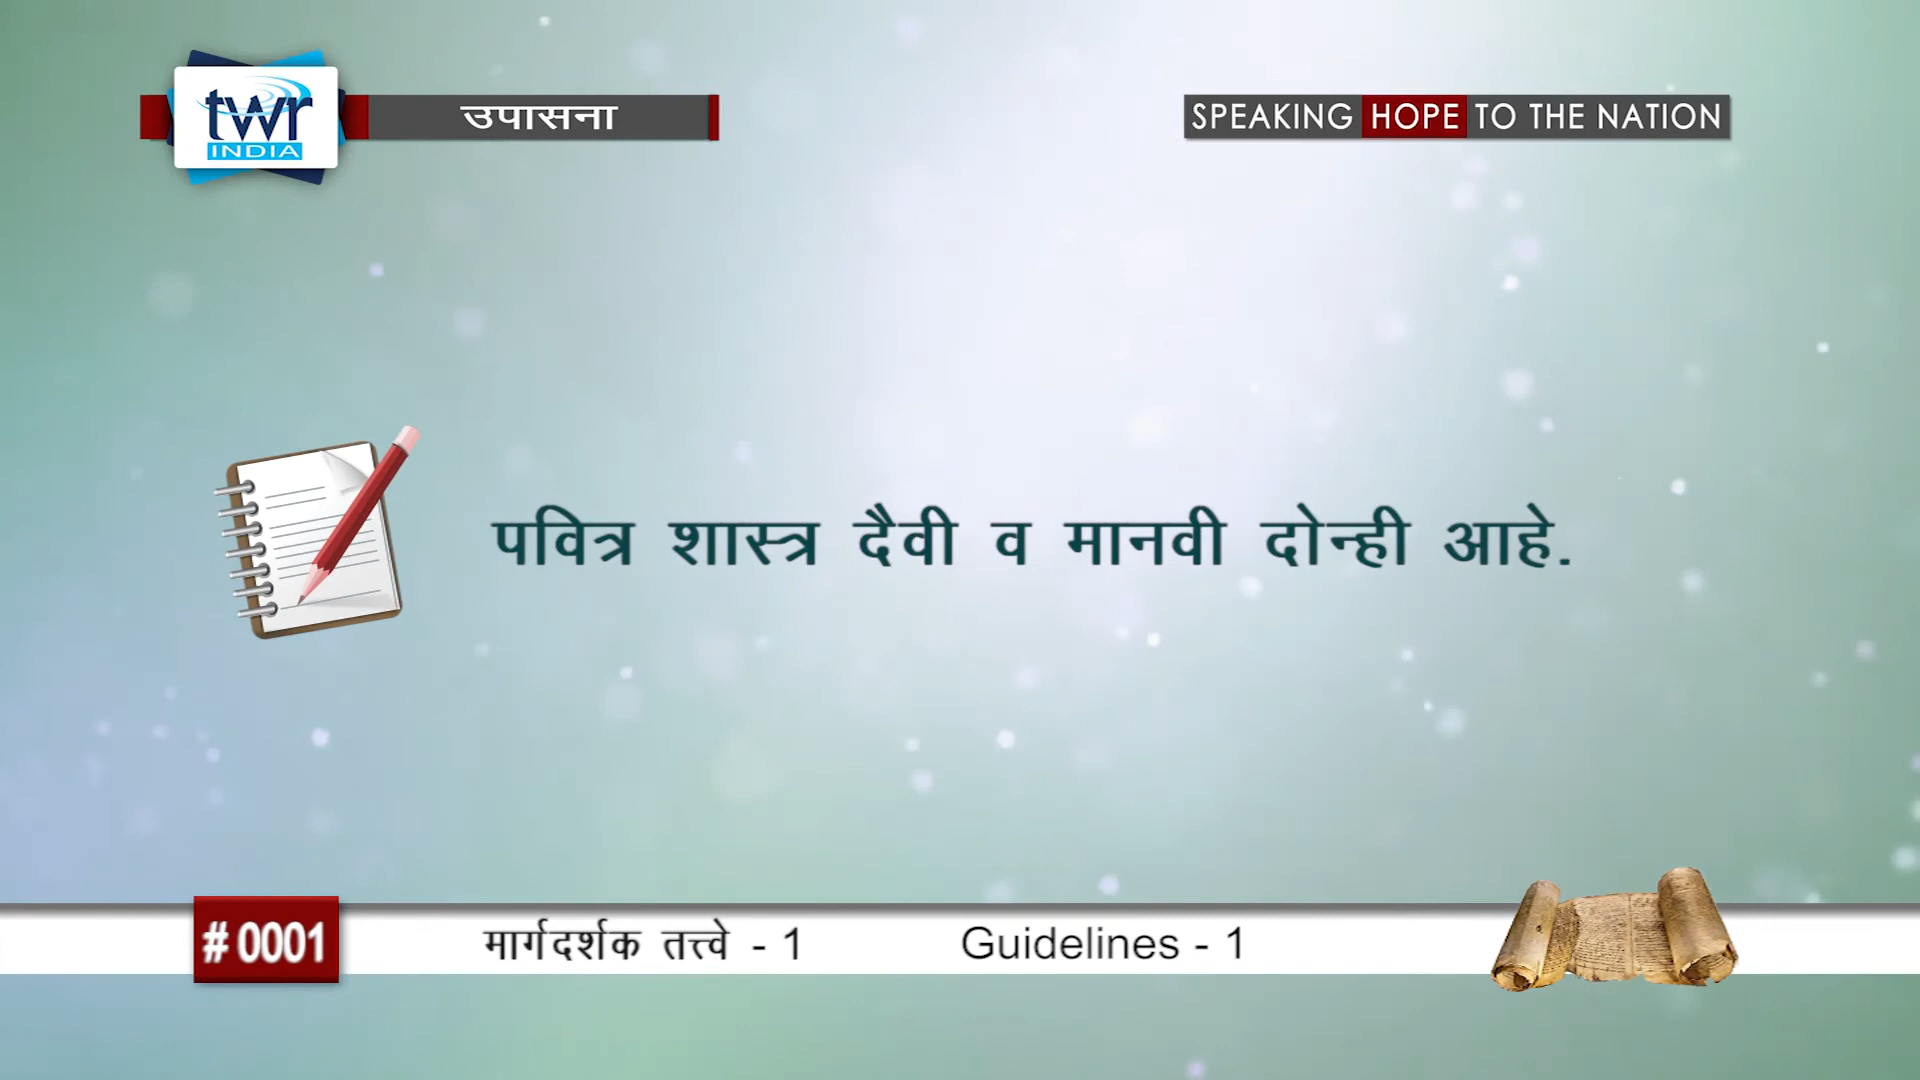 twr
INDIA
उपासना
SPEAKING HOPE TO THE NATION
पवित्र शास्त्र दैवी व मानवी दोन्ही आहे.
# 0001
मार्गदर्शक तत्त्वे - 1
Guidelines - 1